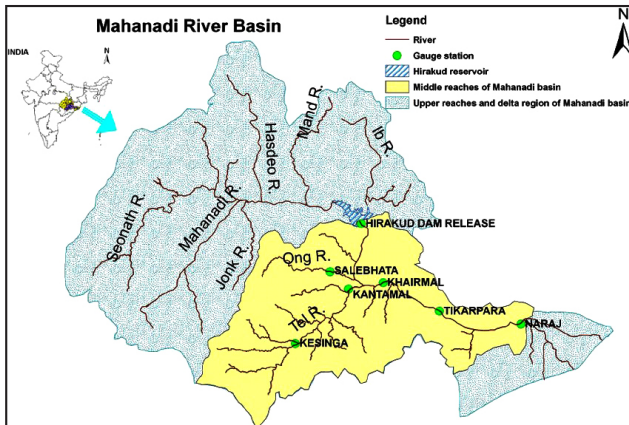 Mahanadi River Basin
INDIA
N
Legend
River
Gauge station
Hirakud reservoir
Middle reaches of Mahanadi basin
Upper reaches and delta region of Mahanadi basin
N
Seonath R.
Mahanadi R.
Hasdeo R.
Mand R.
Ib R.
Jonk R.
HIRAKUD DAM RELEASE
Ong R.
SALEBHATA
KHAIRMAL
KANTAMAL
Tel R.
TIKARPARA
NARAJ
KESINGA